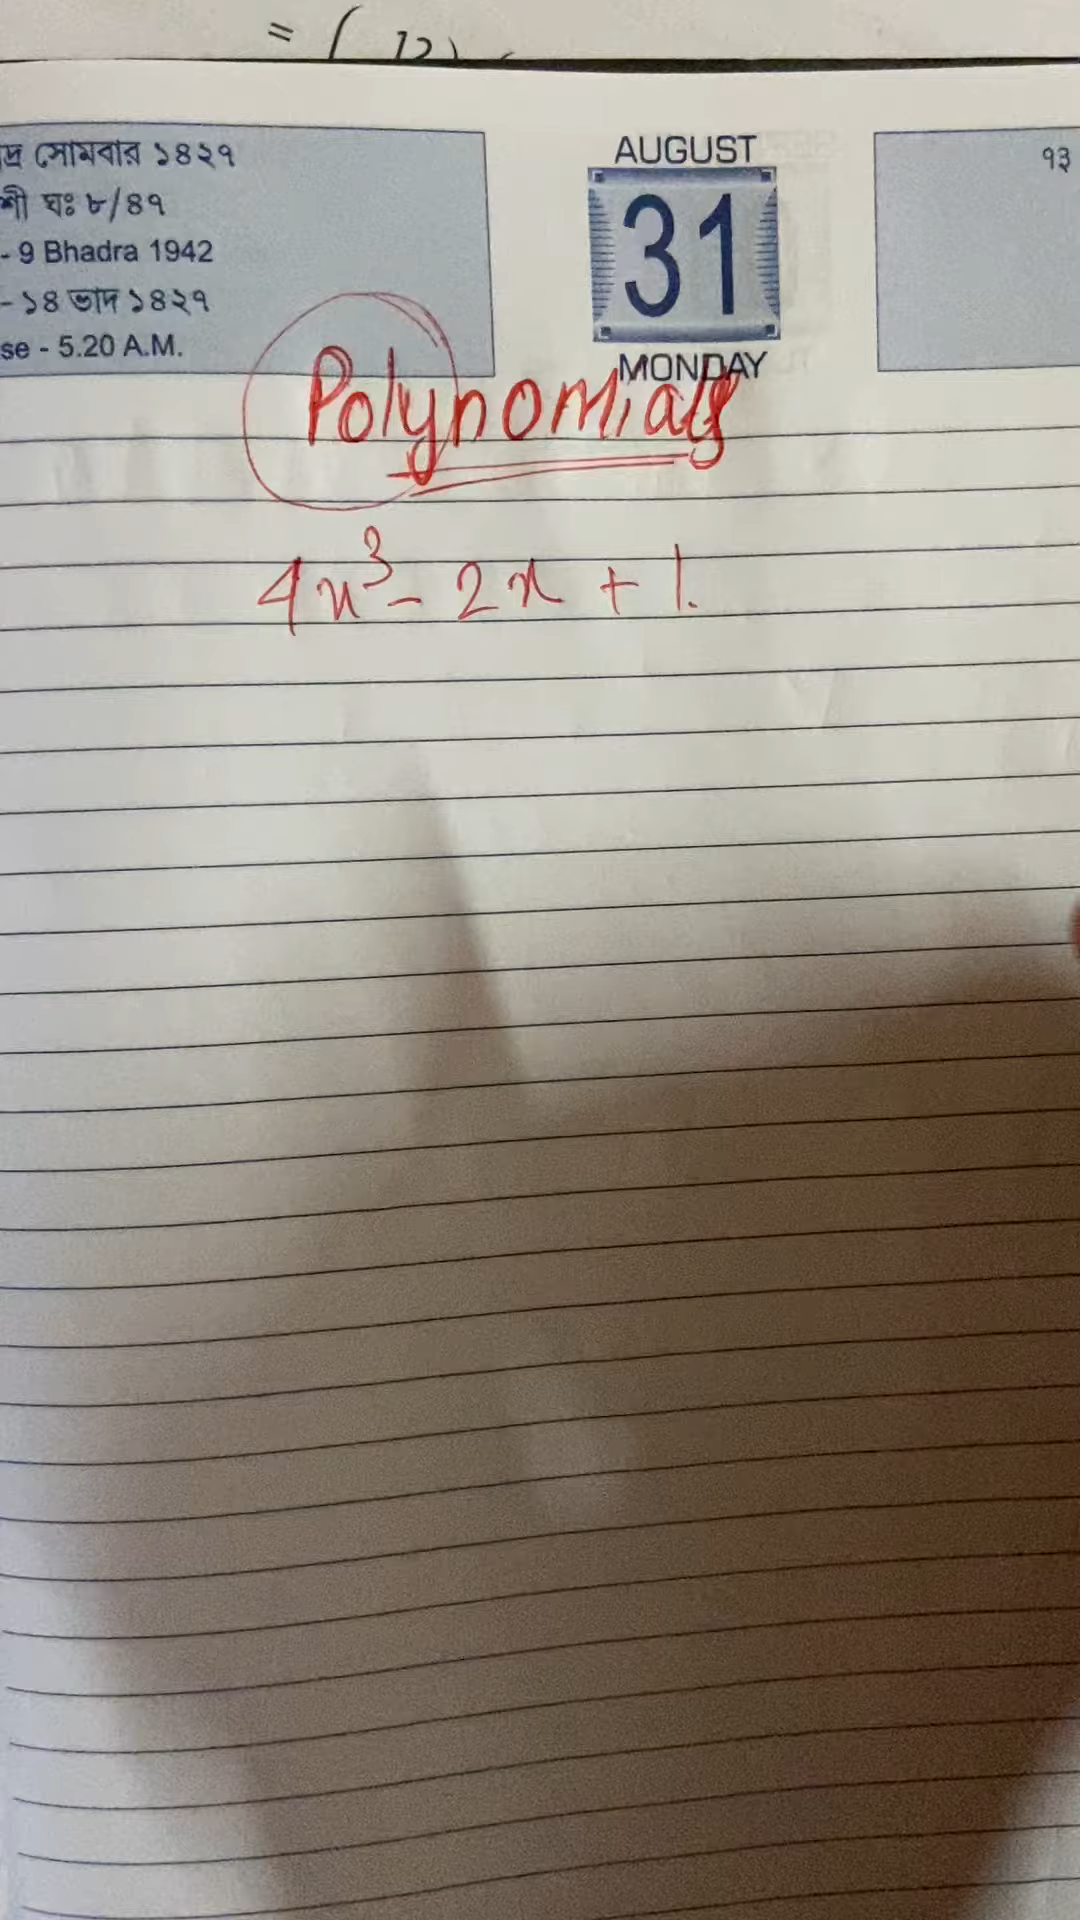 = ( 12)
দ্র সোমবার ১৪২৭
শী ঘঃ ৮/৪৭
- 9 Bhadra 1942
- ১৪ ভাদ ১৪২৭
se - 5.20 A.M.
AUGUST
31
MONDAY
৭৩
Polynomials
4x³ - 2x + 1.